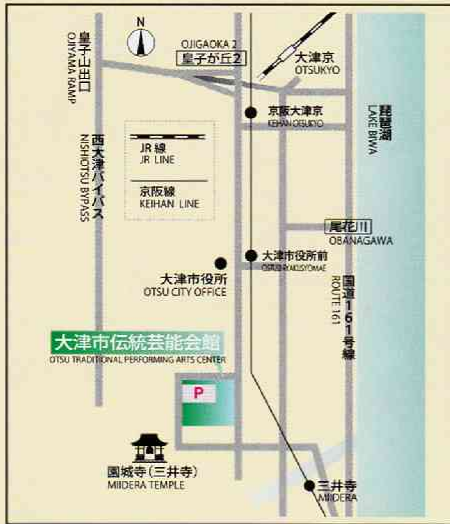 N
皇子山出口
OJIYAMA RAMP
OJIGAOKA 2
皇子が丘2
大津京
OTSUKYO
京阪大津京
KEIHAN OTSUKYO
琵琶湖
LAKE BIWA
西大津バイパス
NISHIOTSU BYPASS
JR線
JR LINE
京阪線
KEIHAN LINE
尾花川
OBANAGAWA
大津市役所前
大津市役所
OTSU CITY OFFICE
国道161号線
ROUTE 161
大津市伝統芸能会館
OTSU TRADITIONAL PERFORMING ARTS CENTER
P
園城寺(三井寺)
MIIDERA TEMPLE
三井寺
MIIDERA